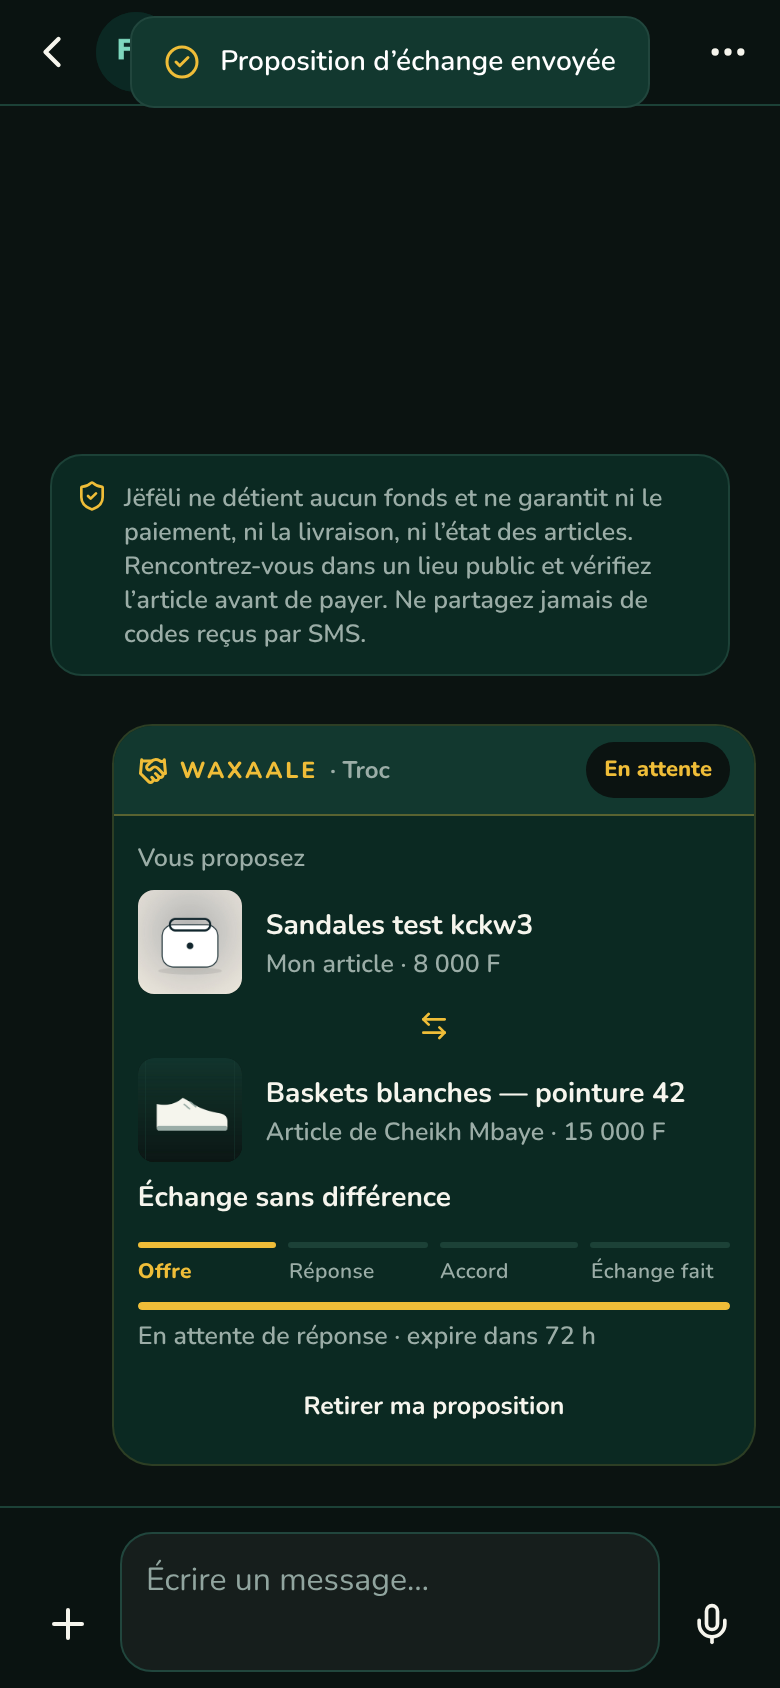 F
Proposition d’échange envoyée
Jëfëli ne détient aucun fonds et ne garantit ni le
paiement, ni la livraison, ni l’état des articles.
Rencontrez-vous dans un lieu public et vérifiez
l’article avant de payer. Ne partagez jamais de
codes reçus par SMS.
WAXAALE · Troc
En attente
Vous proposez
Sandales test kckw3
Mon article · 8 000 F
Baskets blanches — pointure 42
Article de Cheikh Mbaye · 15 000 F
Échange sans différence
Offre
Réponse
Accord
Échange fait
En attente de réponse · expire dans 72 h
Retirer ma proposition
Écrire un message...